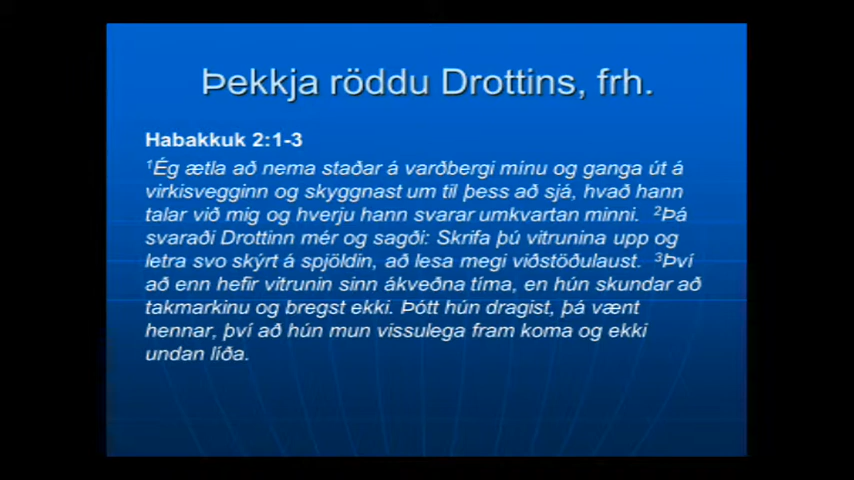 Þekkja röddu Drottins, frh.
Habakkuk 2:1-3
¹Ég ætla að nema staðar á varðbergi mínu og ganga út á
virkisvegginn og skyggnast um til þess að sjá, hvað hann
talar við mig og hverju hann svarar umkvartan minni. ²Þá
svaraði Drottinn mér og sagði: Skrifa þú vitrunina upp og
letra svo skýrt á spjöldin, að lesa megi viðstöðulaust. ³Því
að enn hefir vitrunin sinn ákveðna tíma, en hún skundar að
takmarkinu og bregst ekki. Þótt hún dragist, þá vænt
hennar, því að hún mun vissulega fram koma og ekki
undan líða.